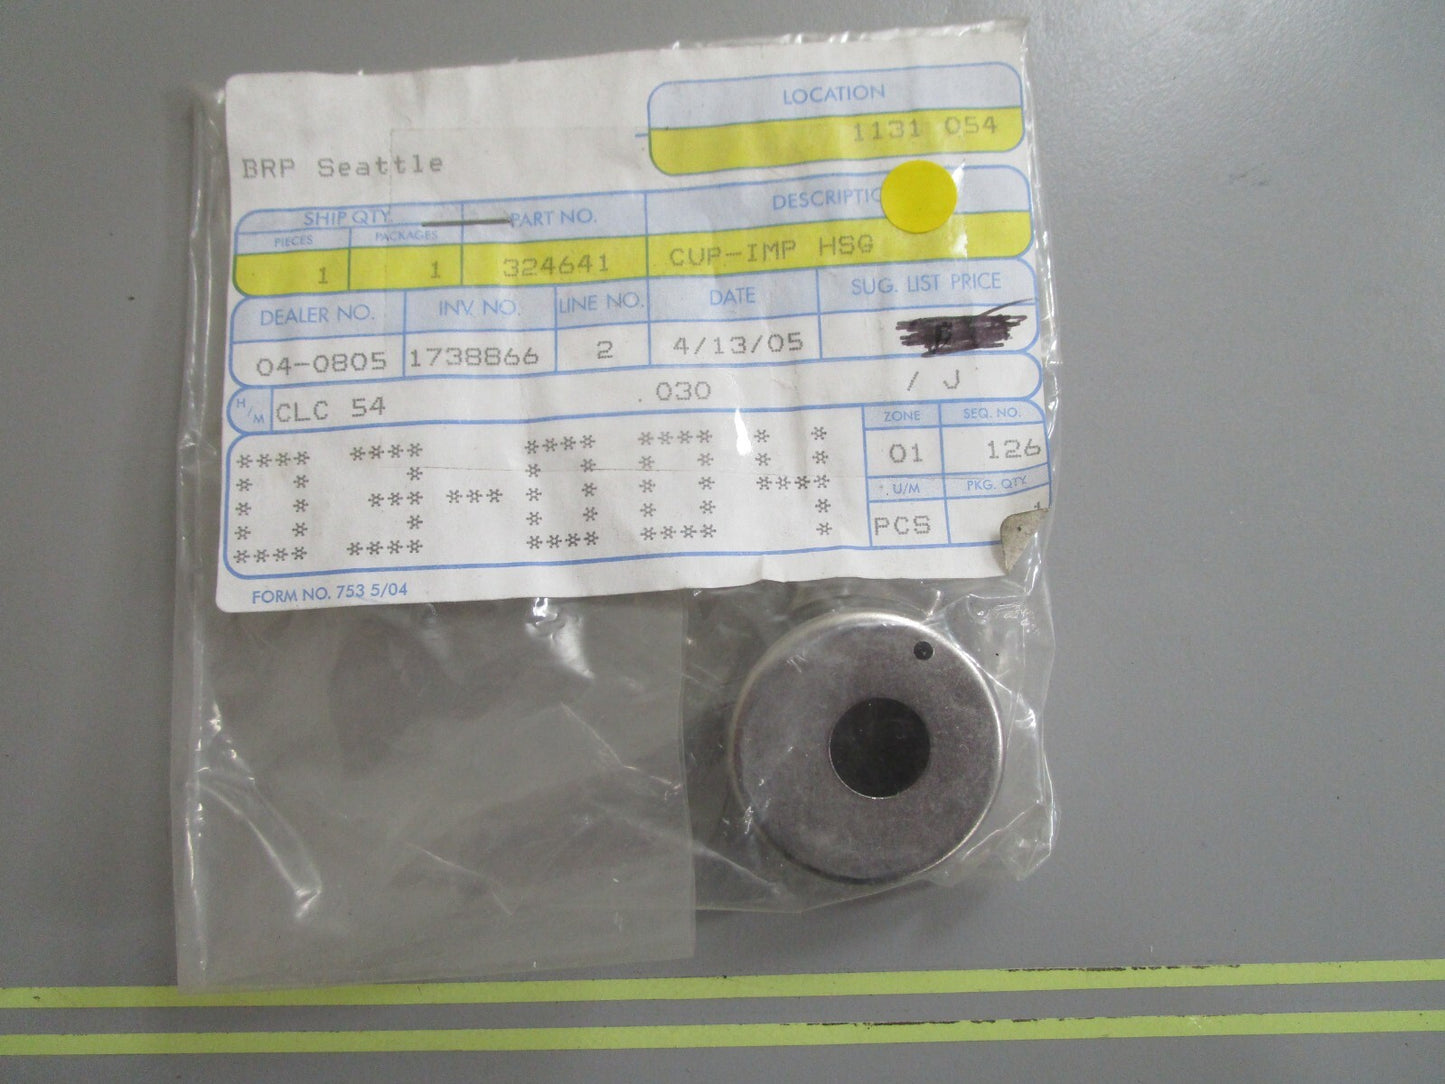 LOCATION
1131 054
BRP Seattle
SHIP QTY. PART NO.
PIECES PACKAGES
1 1 324641 CUP-IMP HSG
DEALER NO. INV. NO. LINE NO. DATE SUG. LIST PRICE
04-0805 1738866 2 4/13/05
H/M CLC 54 .030 / J
ZONE SEQ. NO.
01 126
U/M PKG. QTY.
PCS
**** **** **** **** * *
* * * * * * * * *
* * *** *** * * * * ****
* * * * * * * *
**** **** **** **** *
FORM NO. 753 5/04